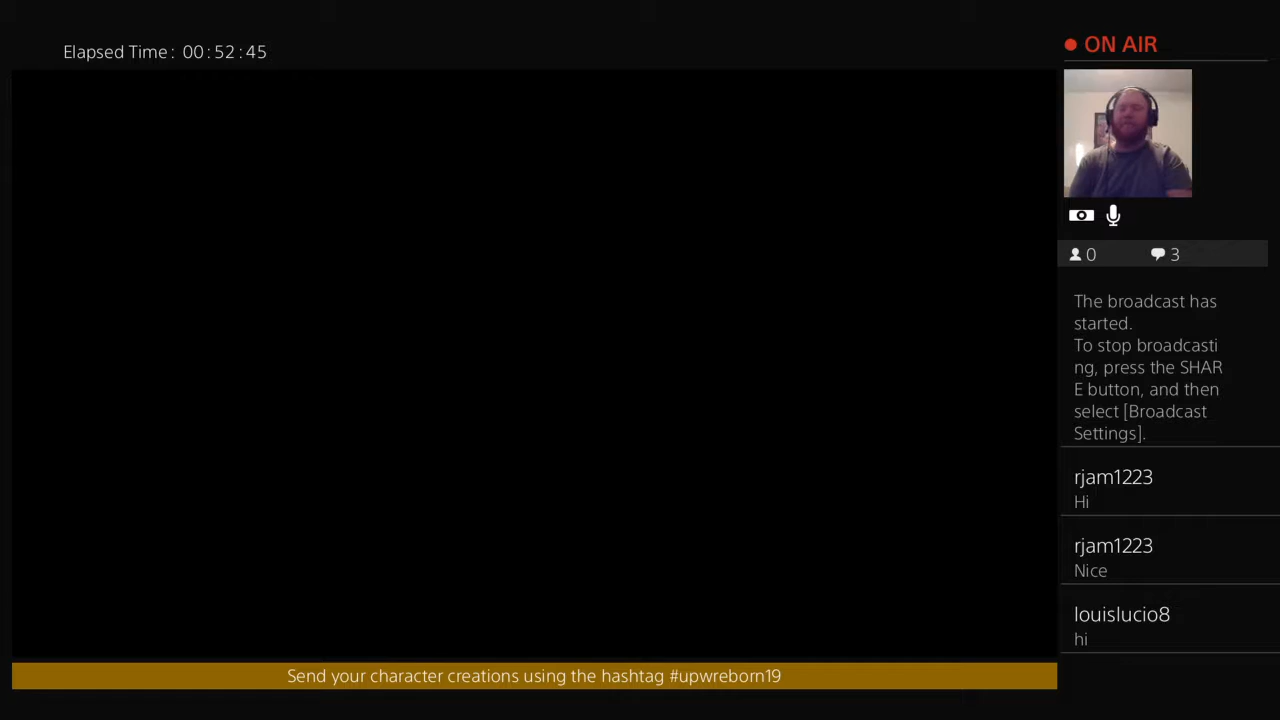 Elapsed Time: 00:52:45
ON AIR
0 3
The broadcast has
started.
To stop broadcasti
ng, press the SHAR
E button, and then
select [Broadcast
Settings].
rjam1223
Hi
rjam1223
Nice
louislucio8
hi
Send your character creations using the hashtag #upwreborn19